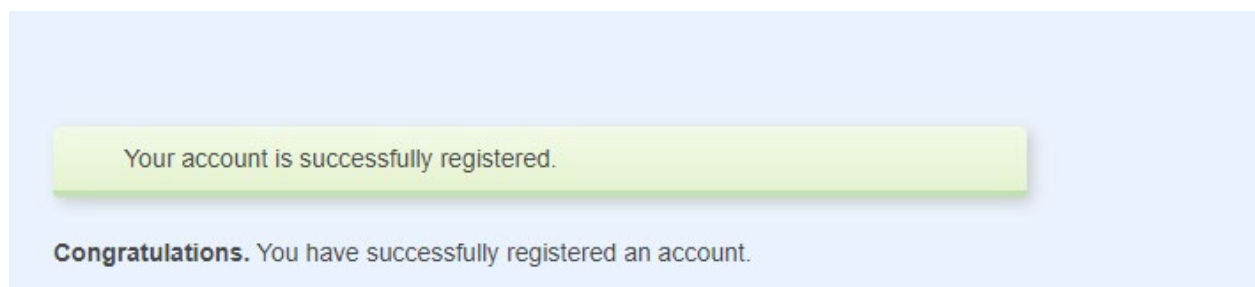 Your account is successfully registered.
Congratulations. You have successfully registered an account.